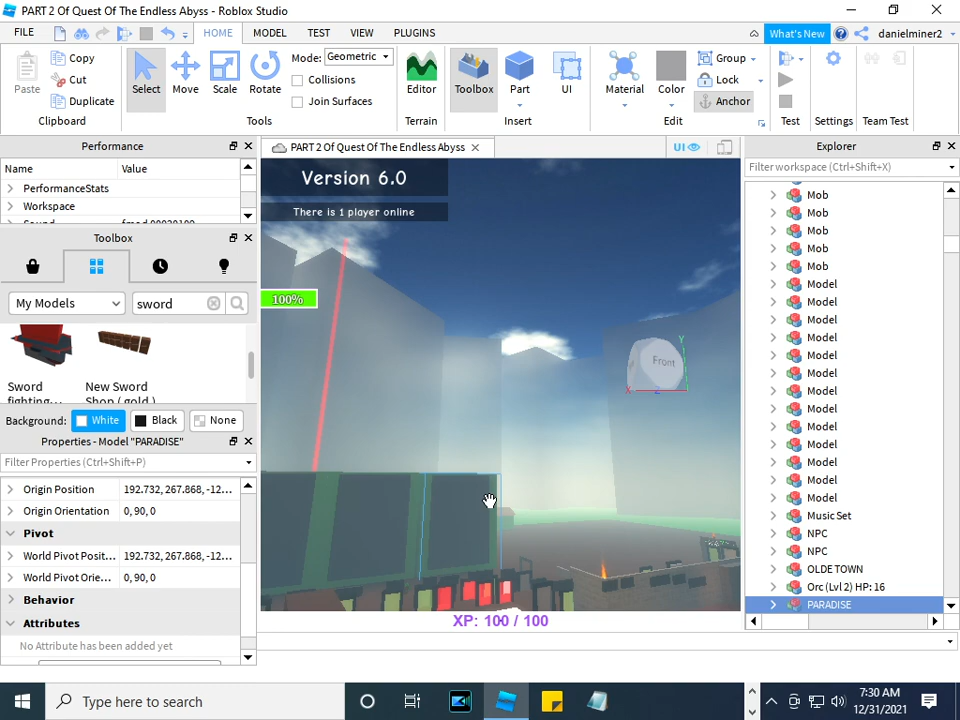 PART 2 Of Quest Of The Endless Abyss - Roblox Studio
FILE
HOME
MODEL
TEST
VIEW
PLUGINS
What's New
danielminer2
Paste
Copy
Cut
Duplicate
Clipboard
Select
Move
Scale
Rotate
Mode: Geometric
Collisions
Join Surfaces
Tools
Editor
Terrain
Toolbox
Part
UI
Insert
Material
Color
Group
Lock
Anchor
Edit
Test
Settings
Team Test
Performance
Name
Value
PerformanceStats
Workspace
Toolbox
My Models
sword
Sword fighting...
New Sword Shop ( gold )
Background:
White
Black
None
Properties - Model "PARADISE"
Filter Properties (Ctrl+Shift+P)
Origin Position 192.732, 267.868, -12...
Origin Orientation 0, 90, 0
Pivot
World Pivot Posit... 192.732, 267.868, -12...
World Pivot Orie... 0, 90, 0
Behavior
Attributes
No Attribute has been added yet
PART 2 Of Quest Of The Endless Abyss
UI
Version 6.0
There is 1 player online
100%
Front
Y
X
Z
XP: 100 / 100
Explorer
Filter workspace (Ctrl+Shift+X)
Mob
Mob
Mob
Mob
Mob
Model
Model
Model
Model
Model
Model
Model
Model
Model
Model
Model
Model
Model
Music Set
NPC
NPC
OLDE TOWN
Orc (Lvl 2) HP: 16
PARADISE
Type here to search
7:30 AM
12/31/2021